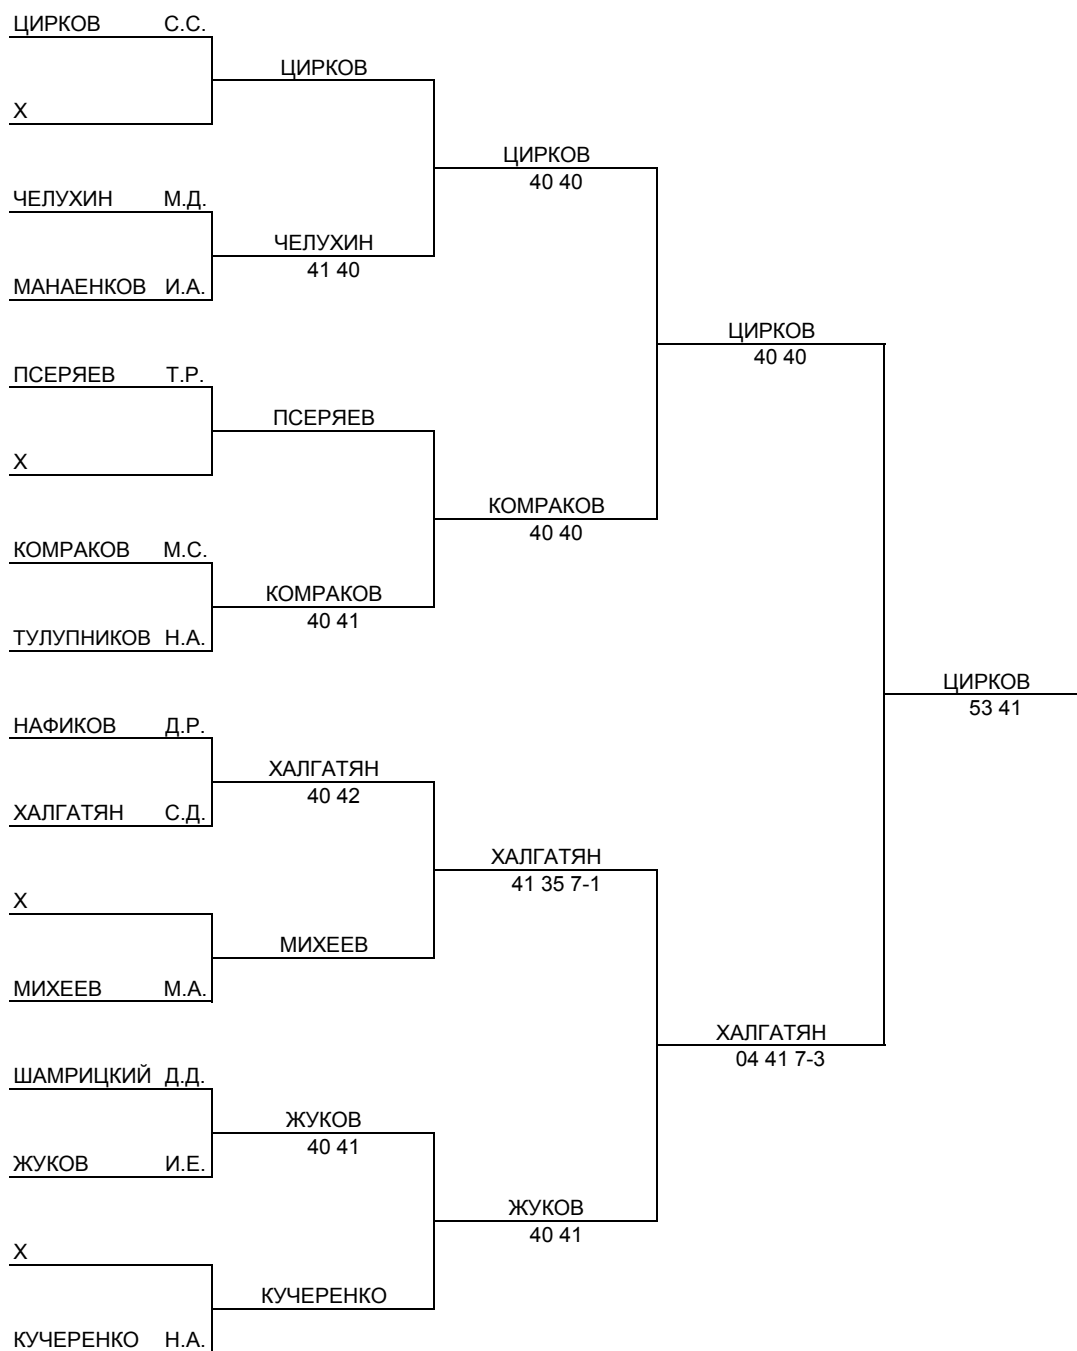 ЦИРКОВ С.С.
ЦИРКОВ
Х
ЦИРКОВ
40 40
ЧЕЛУХИН М.Д.
ЧЕЛУХИН
41 40
МАНАЕНКОВ И.А.
ЦИРКОВ
40 40
ПСЕРЯЕВ Т.Р.
ПСЕРЯЕВ
Х
КОМРАКОВ
40 40
КОМРАКОВ М.С.
КОМРАКОВ
40 41
ТУЛУПНИКОВ Н.А.
ЦИРКОВ
53 41
НАФИКОВ Д.Р.
ХАЛГАТЯН
40 42
ХАЛГАТЯН С.Д.
ХАЛГАТЯН
41 35 7-1
Х
МИХЕЕВ
МИХЕЕВ М.А.
ХАЛГАТЯН
04 41 7-3
ШАМРИЦКИЙ Д.Д.
ЖУКОВ
40 41
ЖУКОВ И.Е.
ЖУКОВ
40 41
Х
КУЧЕРЕНКО
КУЧЕРЕНКО Н.А.